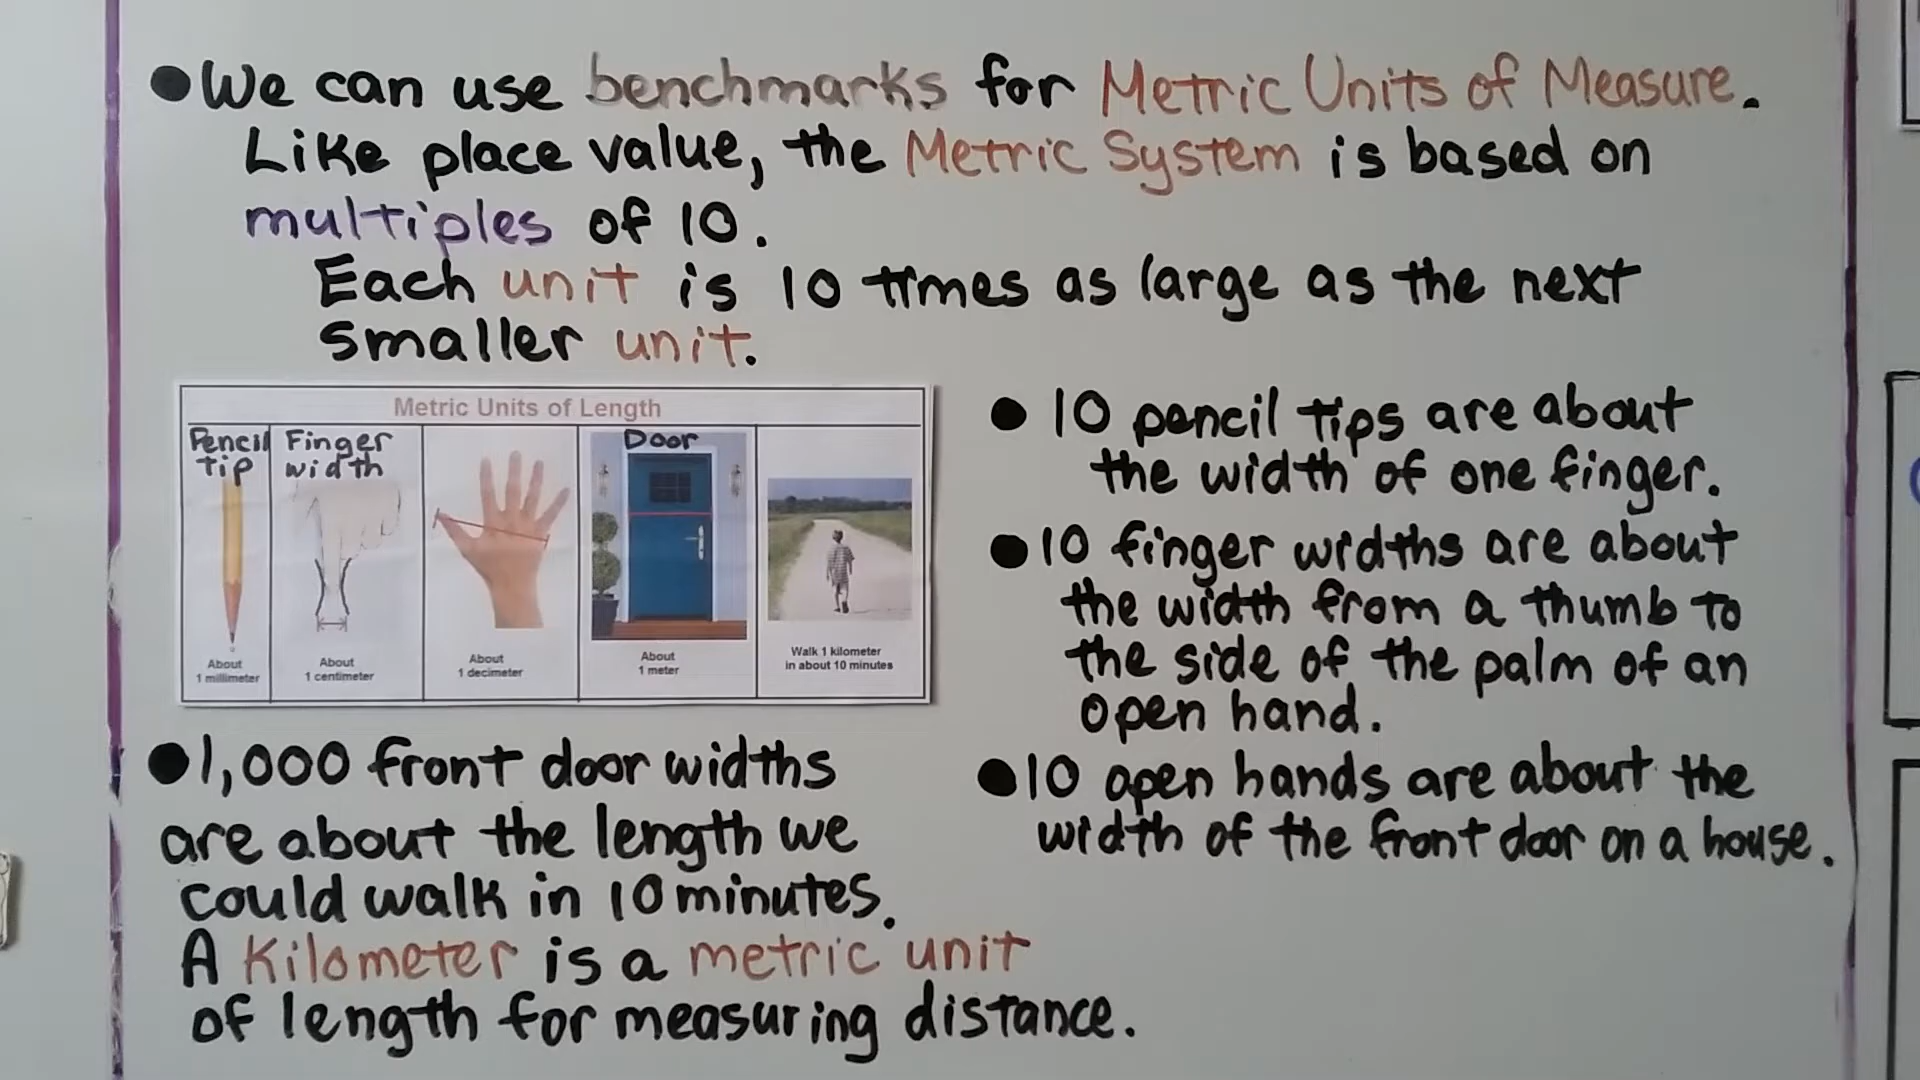 ●We can use benchmarks for Metric Units of Measure.
Like place value, the Metric System is based on
multiples of 10.
Each unit is 10 times as large as the next
smaller unit.
Metric Units of Length
Pencil
tip
Finger
width
Door
About
1 millimeter
About
1 centimeter
About
1 decimeter
About
1 meter
Walk 1 kilometer
in about 10 minutes
● 10 pencil tips are about
the width of one finger.
●10 finger widths are about
the width from a thumb to
the side of the palm of an
open hand.
●10 open hands are about the
width of the front door on a house.
●1,000 front door widths
are about the length we
could walk in 10 minutes.
A Kilometer is a metric unit
of length for measuring distance.